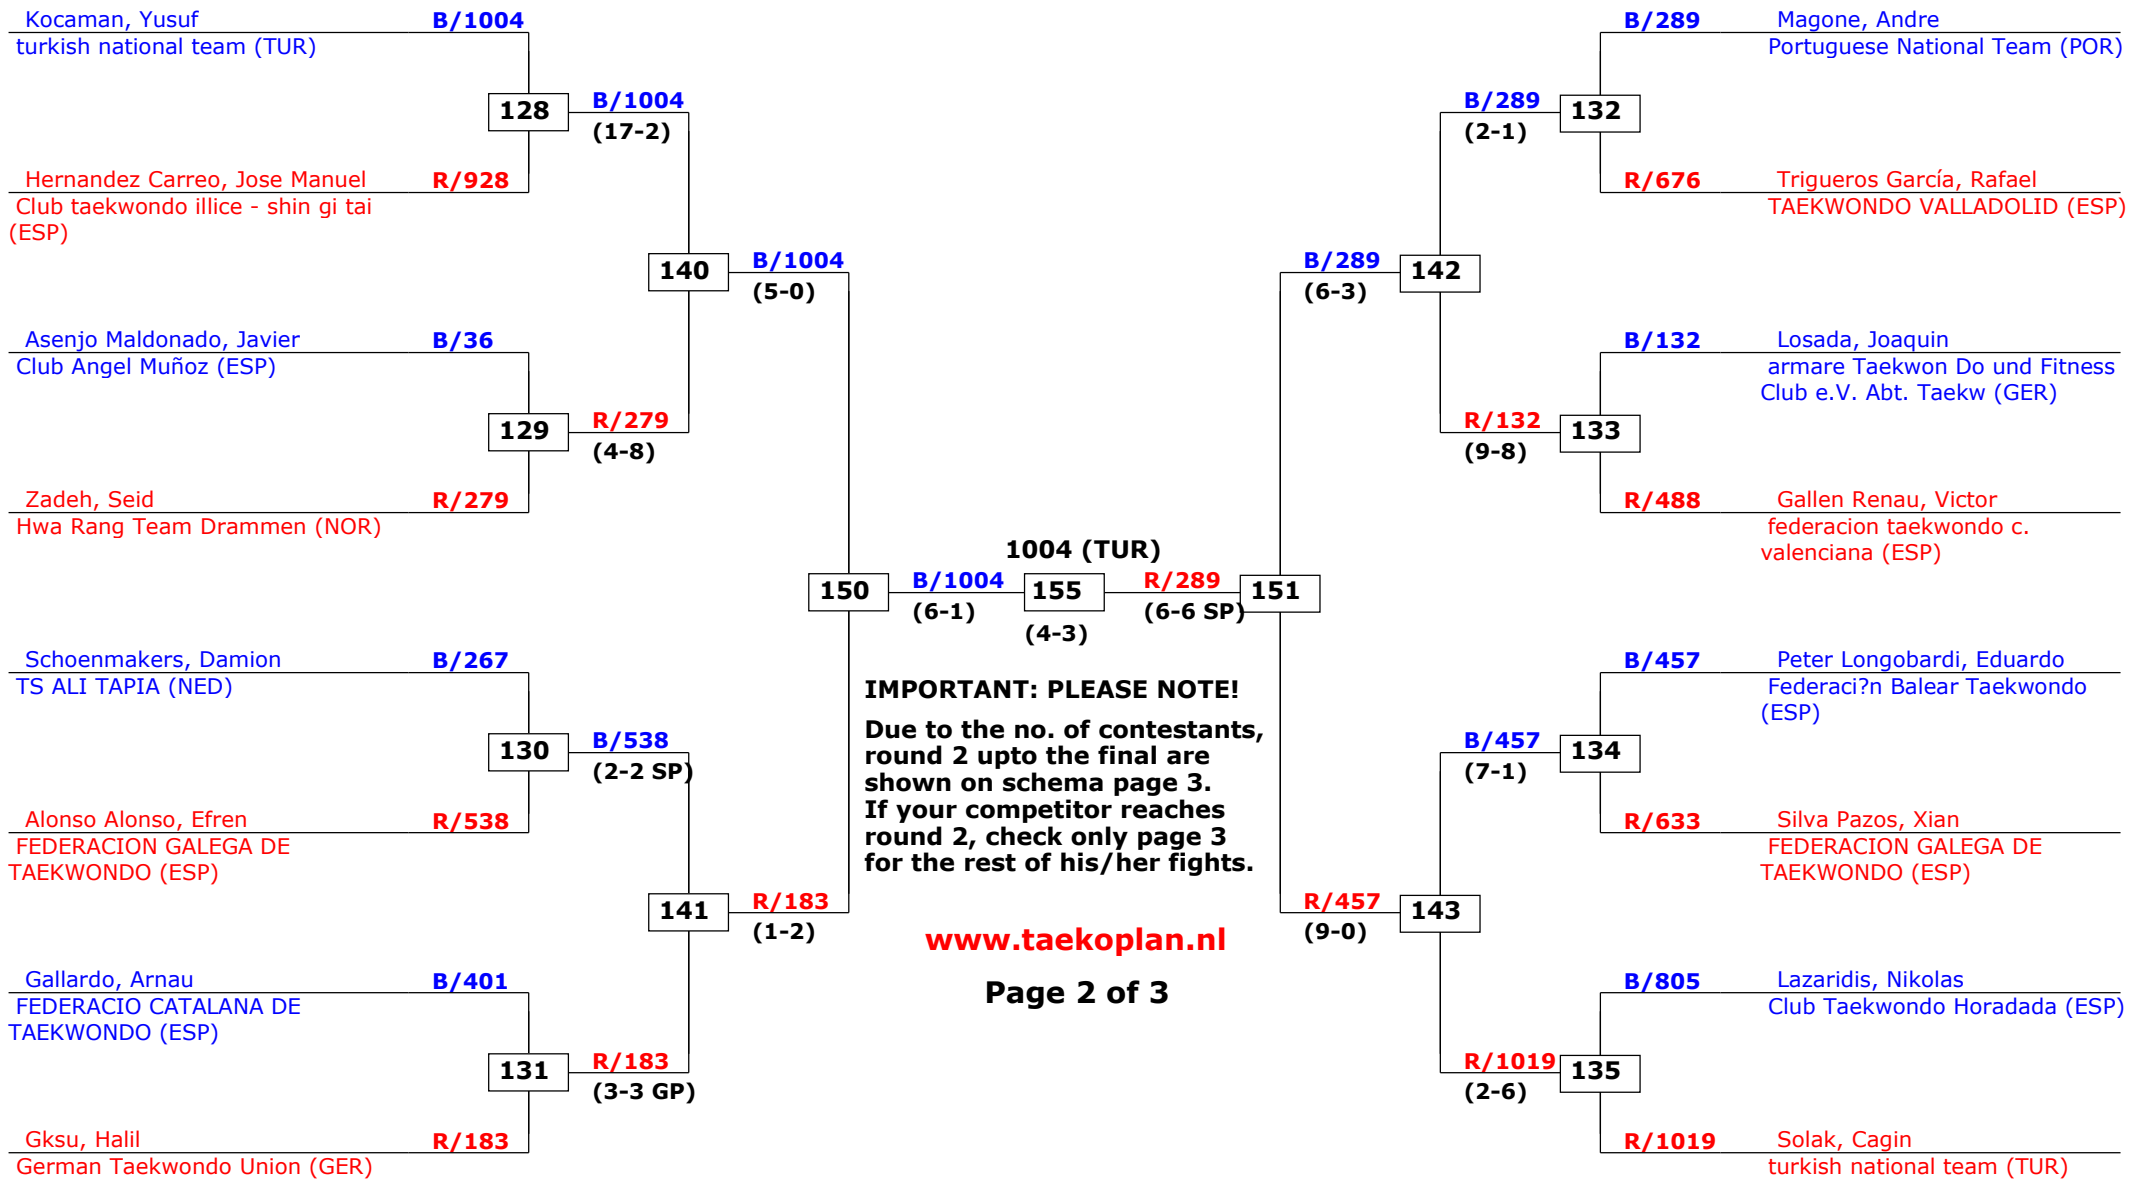 Kocaman, Yusuf B/1004
turkish national team (TUR)
128
B/1004
(17-2)
Hernandez Carreo, Jose Manuel R/928
Club taekwondo illice - shin gi tai
(ESP)
140
B/1004
(5-0)
Asenjo Maldonado, Javier B/36
Club Angel Muñoz (ESP)
129
R/279
(4-8)
Zadeh, Seid R/279
Hwa Rang Team Drammen (NOR)
150
B/1004
(6-1)
Schoenmakers, Damion B/267
TS ALI TAPIA (NED)
130
B/538
(2-2 SP)
Alonso Alonso, Efren R/538
FEDERACION GALEGA DE
TAEKWONDO (ESP)
141
R/183
(1-2)
Gallardo, Arnau B/401
FEDERACIO CATALANA DE
TAEKWONDO (ESP)
131
R/183
(3-3 GP)
Gksu, Halil R/183
German Taekwondo Union (GER)
1004 (TUR)
155
(4-3)
IMPORTANT: PLEASE NOTE!
Due to the no. of contestants,
round 2 upto the final are
shown on schema page 3.
If your competitor reaches
round 2, check only page 3
for the rest of his/her fights.
www.taekoplan.nl
Page 2 of 3
B/289 Magone, Andre
Portuguese National Team (POR)
B/289
(2-1)
132
R/676 Trigueros García, Rafael
TAEKWONDO VALLADOLID (ESP)
B/289
(6-3)
142
B/132 Losada, Joaquin
armare Taekwon Do und Fitness
Club e.V. Abt. Taekw (GER)
R/132
(9-8)
133
R/488 Gallen Renau, Victor
federacion taekwondo c.
valenciana (ESP)
R/289
(6-6 SP)
151
B/457 Peter Longobardi, Eduardo
Federaci?n Balear Taekwondo
(ESP)
B/457
(7-1)
134
R/633 Silva Pazos, Xian
FEDERACION GALEGA DE
TAEKWONDO (ESP)
R/457
(9-0)
143
B/805 Lazaridis, Nikolas
Club Taekwondo Horadada (ESP)
R/1019
(2-6)
135
R/1019 Solak, Cagin
turkish national team (TUR)